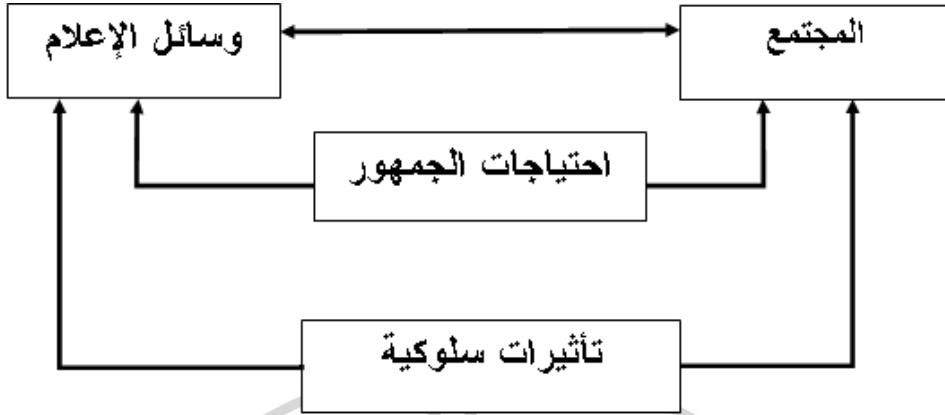 المجتمع
وسائل الإعلام
احتياجات الجمهور
تأثيرات سلوكية